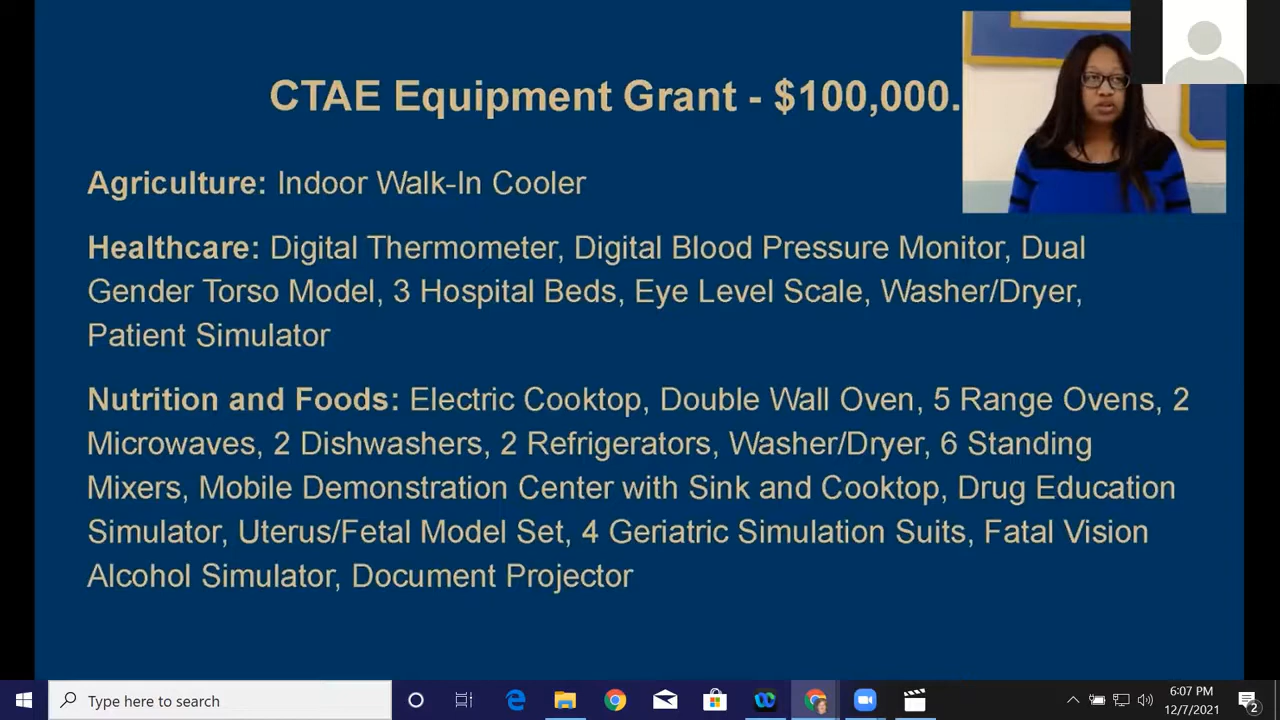 CTAE Equipment Grant - $100,000.
Agriculture: Indoor Walk-In Cooler
Healthcare: Digital Thermometer, Digital Blood Pressure Monitor, Dual
Gender Torso Model, 3 Hospital Beds, Eye Level Scale, Washer/Dryer,
Patient Simulator
Nutrition and Foods: Electric Cooktop, Double Wall Oven, 5 Range Ovens, 2
Microwaves, 2 Dishwashers, 2 Refrigerators, Washer/Dryer, 6 Standing
Mixers, Mobile Demonstration Center with Sink and Cooktop, Drug Education
Simulator, Uterus/Fetal Model Set, 4 Geriatric Simulation Suits, Fatal Vision
Alcohol Simulator, Document Projector
Type here to search
6:07 PM
12/7/2021
2